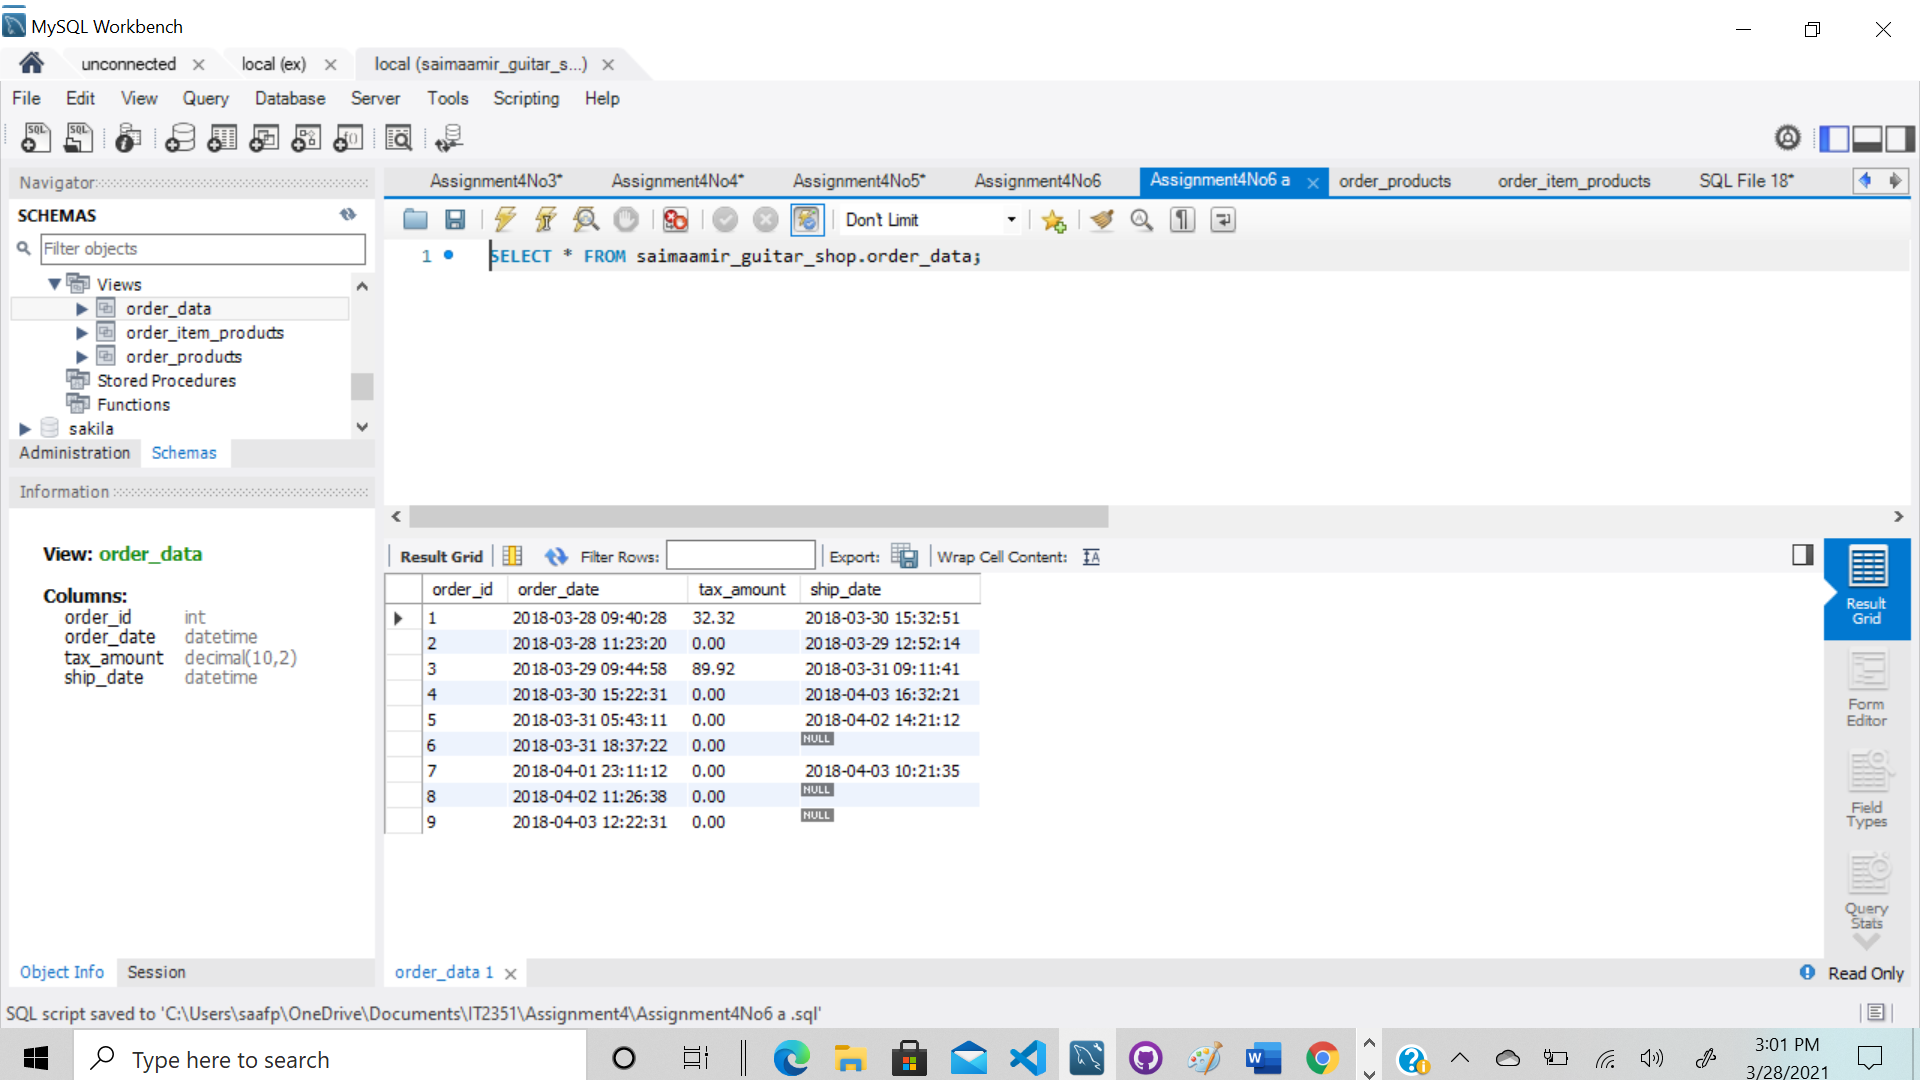 MySQL Workbench
unconnected
local (ex)
local (saimaamir_guitar_s...)
File Edit View Query Database Server Tools Scripting Help
Navigator
SCHEMAS
Filter objects
Views
order_data
order_item_products
order_products
Stored Procedures
Functions
sakila
Administration Schemas
Information
View: order_data
Columns:
order_id int
order_date datetime
tax_amount decimal(10,2)
ship_date datetime
Object Info Session
Assignment4No3* Assignment4No4* Assignment4No5* Assignment4No6 Assignment4No6 a order_products order_item_products SQL File 18*
Don't Limit
1 SELECT * FROM saimaamir_guitar_shop.order_data;
Result Grid Filter Rows: Export: Wrap Cell Content:
order_id order_date tax_amount ship_date
1 2018-03-28 09:40:28 32.32 2018-03-30 15:32:51
2 2018-03-28 11:23:20 0.00 2018-03-29 12:52:14
3 2018-03-29 09:44:58 89.92 2018-03-31 09:11:41
4 2018-03-30 15:22:31 0.00 2018-04-03 16:32:21
5 2018-03-31 05:43:11 0.00 2018-04-02 14:21:12
6 2018-03-31 18:37:22 0.00 NULL
7 2018-04-01 23:11:12 0.00 2018-04-03 10:21:35
8 2018-04-02 11:26:38 0.00 NULL
9 2018-04-03 12:22:31 0.00 NULL
Result
Grid
Form
Editor
Field
Types
Query
Stats
order_data 1
Read Only
SQL script saved to 'C:\Users\saafp\OneDrive\Documents\IT2351\Assignment4\Assignment4No6 a .sql'
Type here to search
3:01 PM
3/28/2021